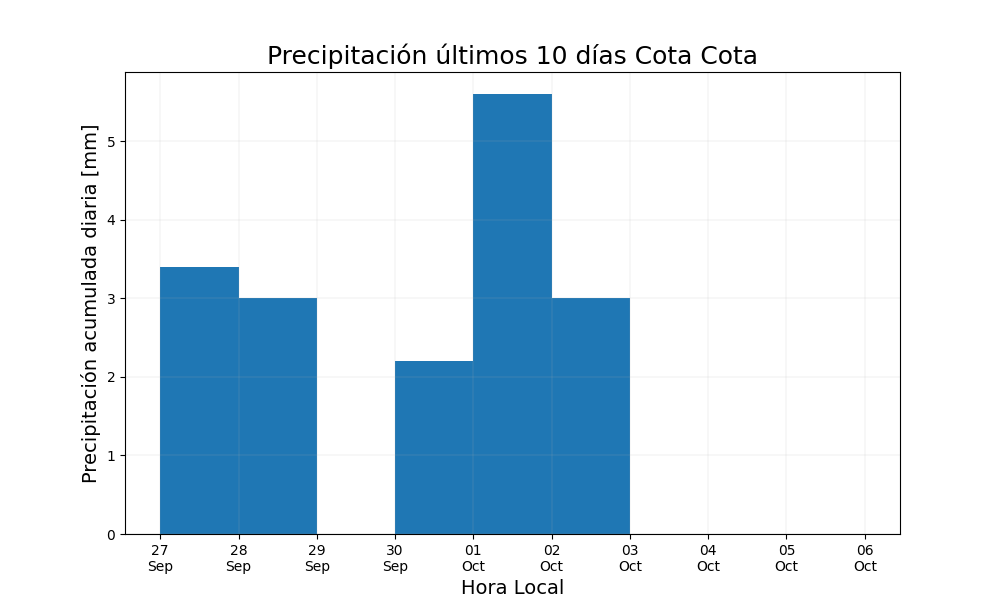 Precipitación últimos 10 días Cota Cota
Precipitación acumulada diaria [mm]
5
4
3
2
1
0
27 28 29 30 01 02 03 04 05 06
Sep Sep Sep Sep Oct Oct Oct Oct Oct Oct
Hora Local